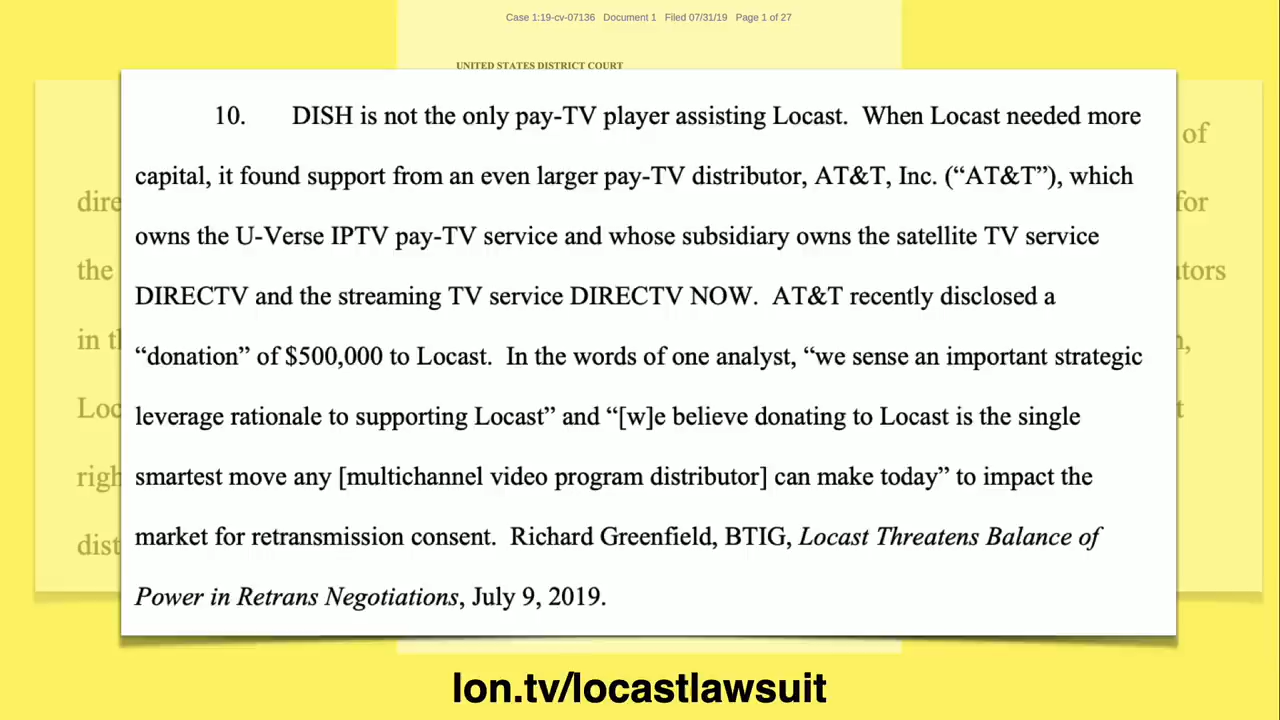 Case 1:19-cv-07136 Document 1 Filed 07/31/19 Page 1 of 27
UNITED STATES DISTRICT COURT
10. DISH is not the only pay-TV player assisting Locast. When Locast needed more
capital, it found support from an even larger pay-TV distributor, AT&T, Inc. (“AT&T”), which
owns the U-Verse IPTV pay-TV service and whose subsidiary owns the satellite TV service
DIRECTV and the streaming TV service DIRECTV NOW. AT&T recently disclosed a
“donation” of $500,000 to Locast. In the words of one analyst, “we sense an important strategic
leverage rationale to supporting Locast” and “[w]e believe donating to Locast is the single
smartest move any [multichannel video program distributor] can make today” to impact the
market for retransmission consent. Richard Greenfield, BTIG, Locast Threatens Balance of
Power in Retrans Negotiations, July 9, 2019.
of
for
the
lon.tv/locastlawsuit